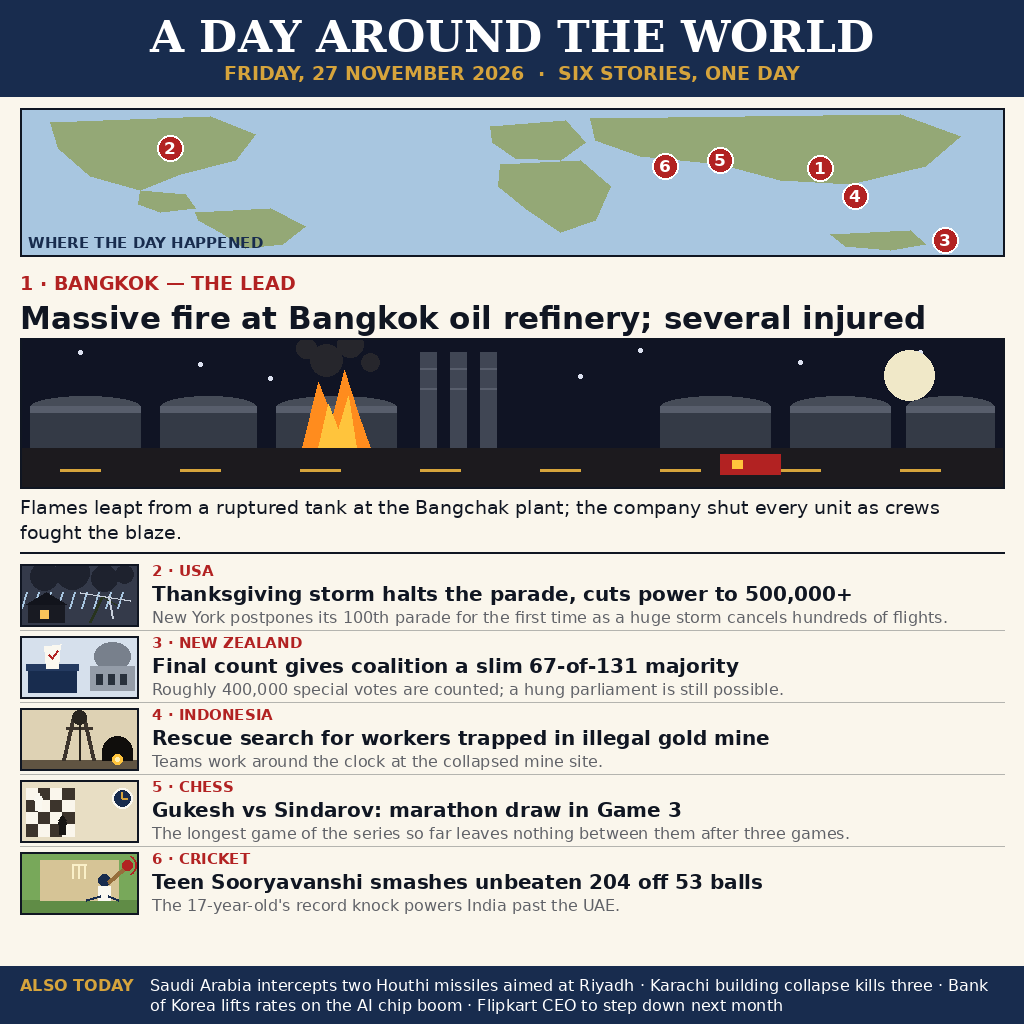 A DAY AROUND THE WORLD
FRIDAY, 27 NOVEMBER 2026 · SIX STORIES, ONE DAY
2
6
5
1
4
3
WHERE THE DAY HAPPENED
1 · BANGKOK — THE LEAD
Massive fire at Bangkok oil refinery; several injured
Flames leapt from a ruptured tank at the Bangchak plant; the company shut every unit as crews
fought the blaze.
2 · USA
Thanksgiving storm halts the parade, cuts power to 500,000+
New York postpones its 100th parade for the first time as a huge storm cancels hundreds of flights.
3 · NEW ZEALAND
Final count gives coalition a slim 67-of-131 majority
Roughly 400,000 special votes are counted; a hung parliament is still possible.
4 · INDONESIA
Rescue search for workers trapped in illegal gold mine
Teams work around the clock at the collapsed mine site.
5 · CHESS
Gukesh vs Sindarov: marathon draw in Game 3
The longest game of the series so far leaves nothing between them after three games.
6 · CRICKET
Teen Sooryavanshi smashes unbeaten 204 off 53 balls
The 17-year-old's record knock powers India past the UAE.
ALSO TODAY
Saudi Arabia intercepts two Houthi missiles aimed at Riyadh · Karachi building collapse kills three · Bank
of Korea lifts rates on the AI chip boom · Flipkart CEO to step down next month